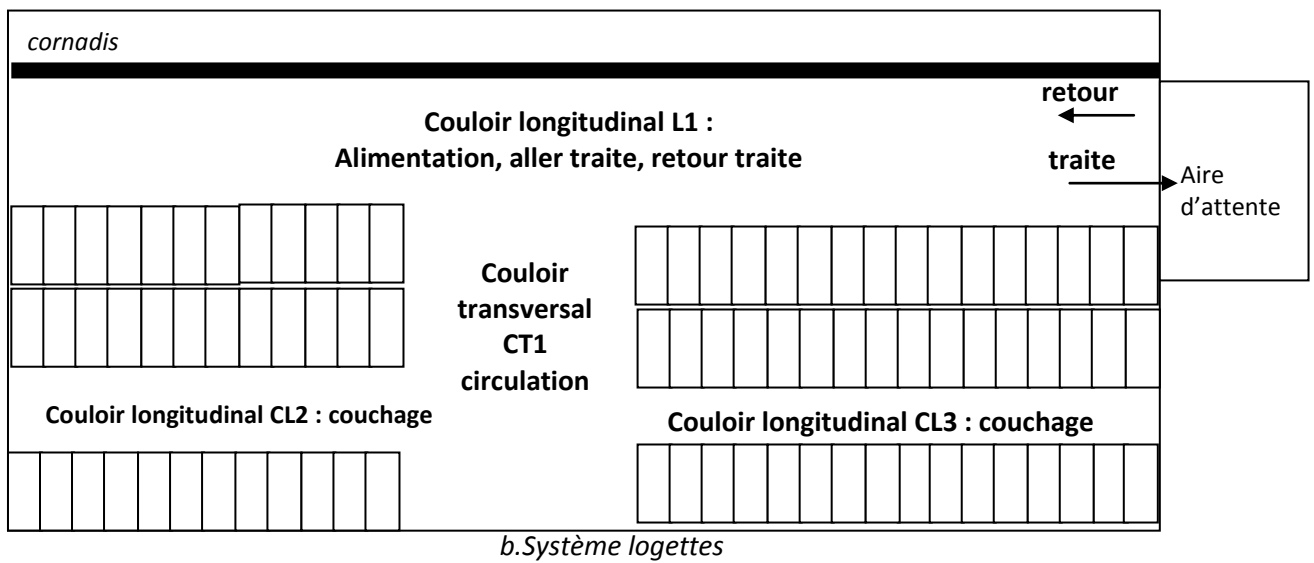 cornadis
retour
Couloir longitudinal L1 :
Alimentation, aller traite, retour traite
traite
Aire
d'attente
Couloir
transversal
CT1
circulation
Couloir longitudinal CL2 : couchage
Couloir longitudinal CL3 : couchage
b.Système logettes